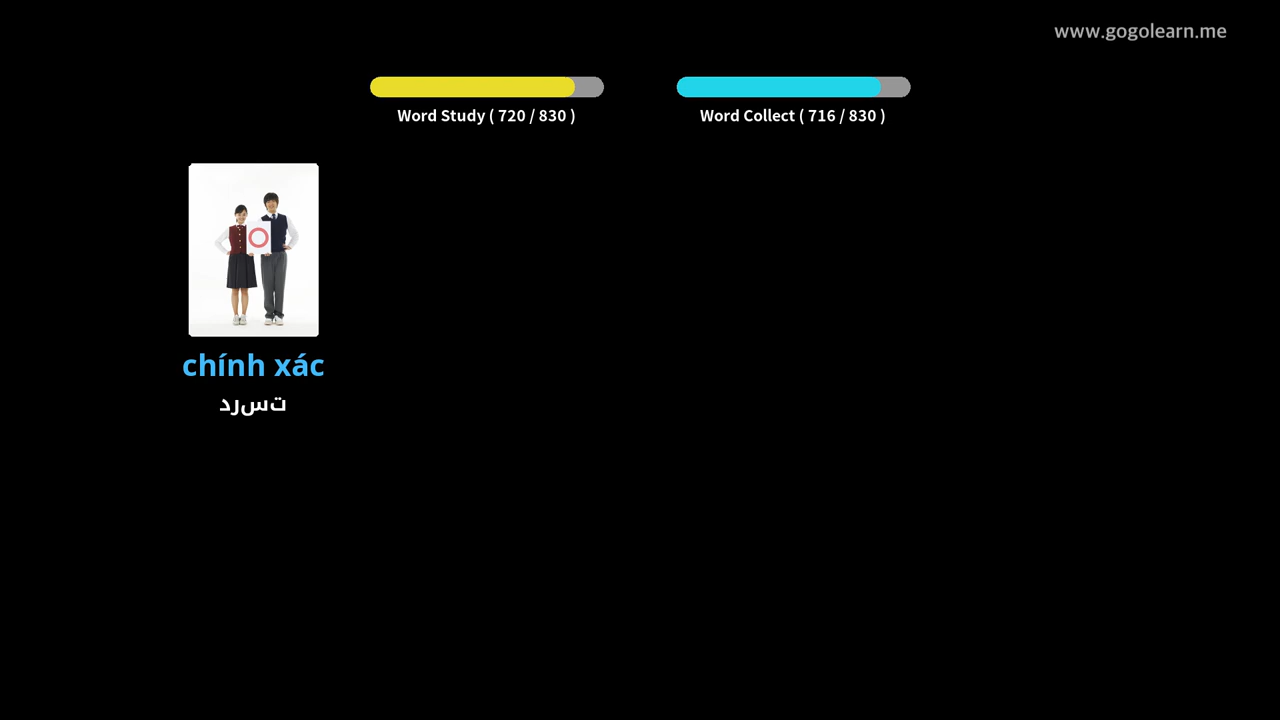 www.gogolearn.me
Word Study ( 720 / 830 )
Word Collect ( 716 / 830 )
chính xác
تسرد